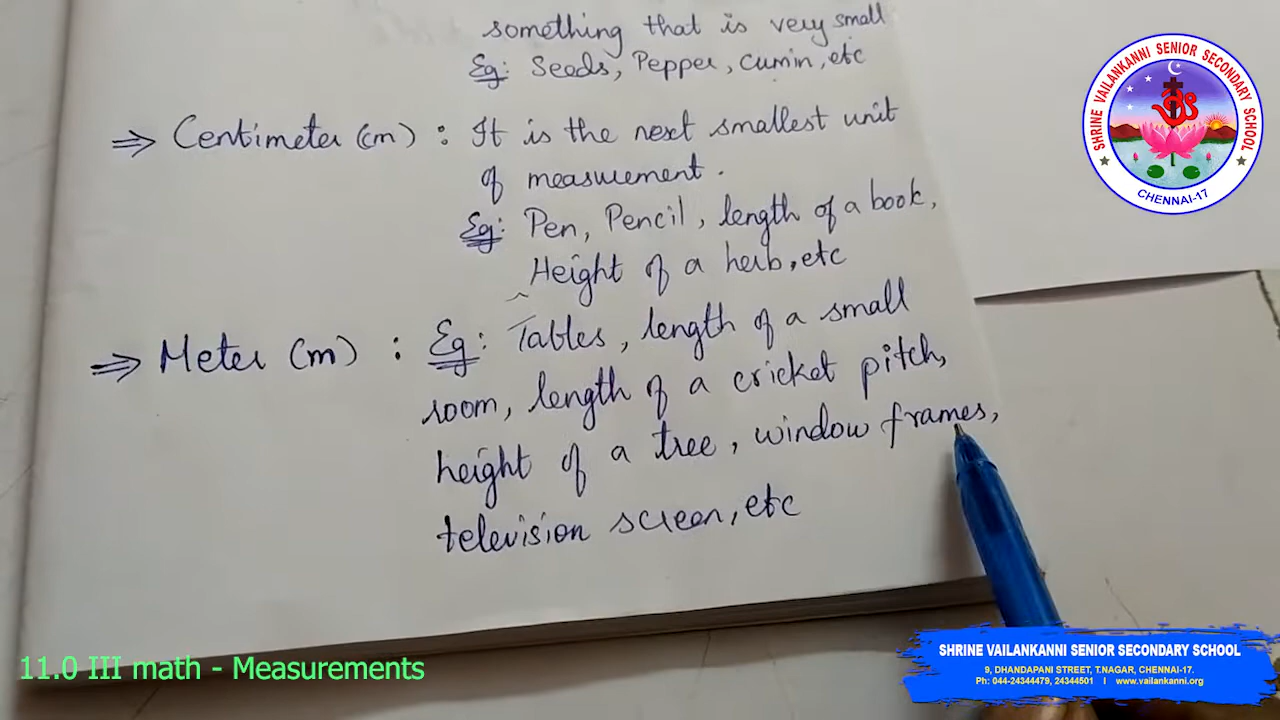 something that is very small
Eg: Seeds, Pepper, Cumin, etc
⇒ Centimeter (cm) : It is the next smallest unit
of measurement.
Eg: Pen, Pencil, length of a book,
Height of a herb, etc
⇒ Meter (m) : Eg: Tables, length of a small
room, length of a cricket pitch,
height of a tree, window frames,
television screen, etc
SHRINE VAILANKANNI SENIOR SECONDARY SCHOOL
CHENNAI-17
11.0 III math - Measurements
SHRINE VAILANKANNI SENIOR SECONDARY SCHOOL
9, DHANDAPANI STREET, T.NAGAR, CHENNAI-17.
Ph: 044-24344479, 24344501 I www.vailankanni.org